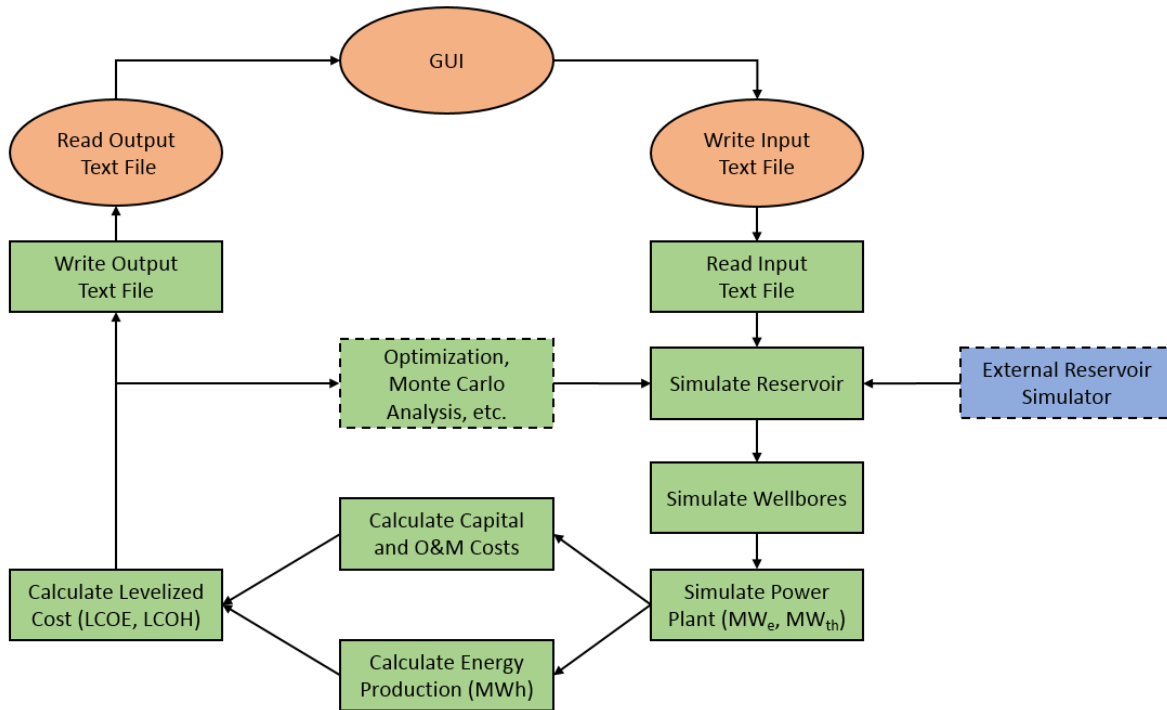 GUI
Read Output
Text File
Write Input
Text File
Write Output
Text File
Read Input
Text File
Optimization,
Monte Carlo
Analysis, etc.
Simulate Reservoir
External Reservoir
Simulator
Simulate Wellbores
Calculate Capital
and O&M Costs
Calculate Levelized
Cost (LCOE, LCOH)
Simulate Power
Plant (MWe, MWth)
Calculate Energy
Production (MWh)